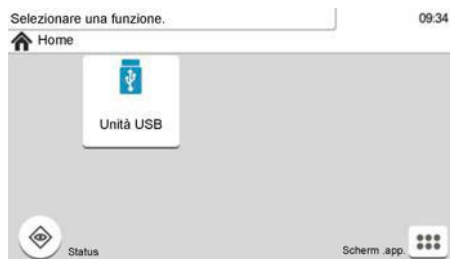 Selezionare una funzione.
09:34
Home
Unità USB
Status
Scherm .app.